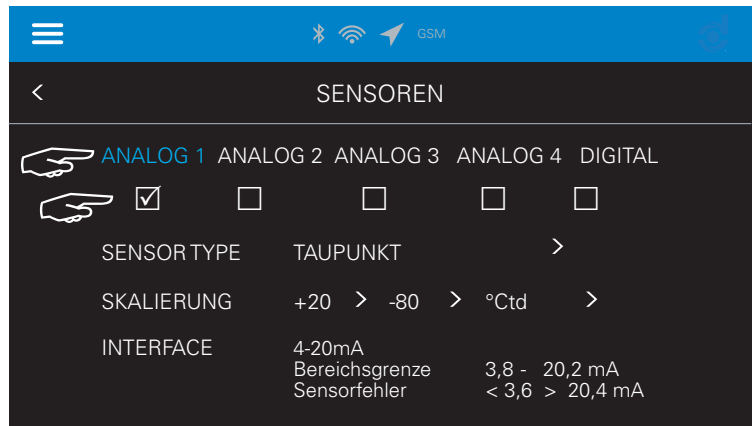 GSM
< SENSOREN
ANALOG 1 ANALOG 2 ANALOG 3 ANALOG 4 DIGITAL
SENSOR TYPE TAUPUNKT >
SKALIERUNG +20 > -80 > °Ctd >
INTERFACE 4-20mA
Bereichsgrenze 3,8 - 20,2 mA
Sensorfehler < 3,6 > 20,4 mA